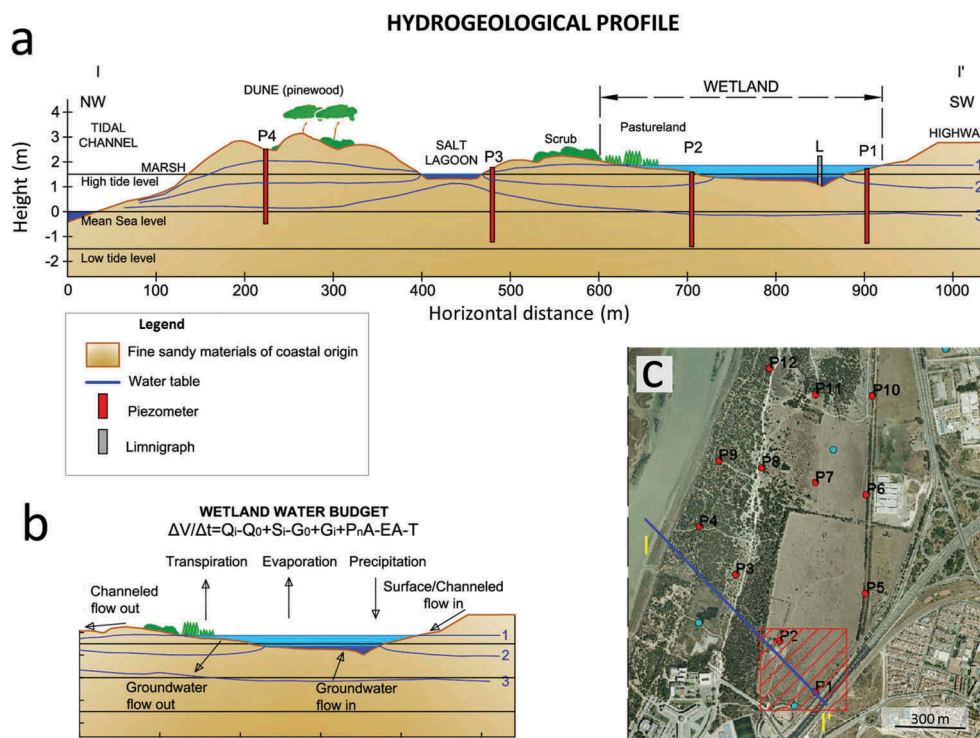 HYDROGEOLOGICAL PROFILE
a
I
I'
NW
SW
WETLAND
DUNE (pinewood)
TIDAL
CHANNEL
MARSH
P4
SALT
LAGOON
P3
Scrub
Pastureland
P2
L
P1
HIGHWAY
Height (m)
4
3
2
1
0
-1
-2
High tide level
Mean Sea level
Low tide level
1
2
3
0 100 200 300 400 500 600 700 800 900 1000
Horizontal distance (m)
Legend
Fine sandy materials of coastal origin
Water table
Piezometer
Limnigraph
b
WETLAND WATER BUDGET
ΔV/Δt=Qi-Q0+Si-G0+Gi+PnA-EA-T
Transpiration Evaporation Precipitation
Channeled
flow out
Surface/Channeled
flow in
1
2
3
Groundwater
flow out
Groundwater
flow in
C
P12
P11
P10
P9
P8
P7
P6
P4
I
P3
P5
P2
P1
I'
300 m